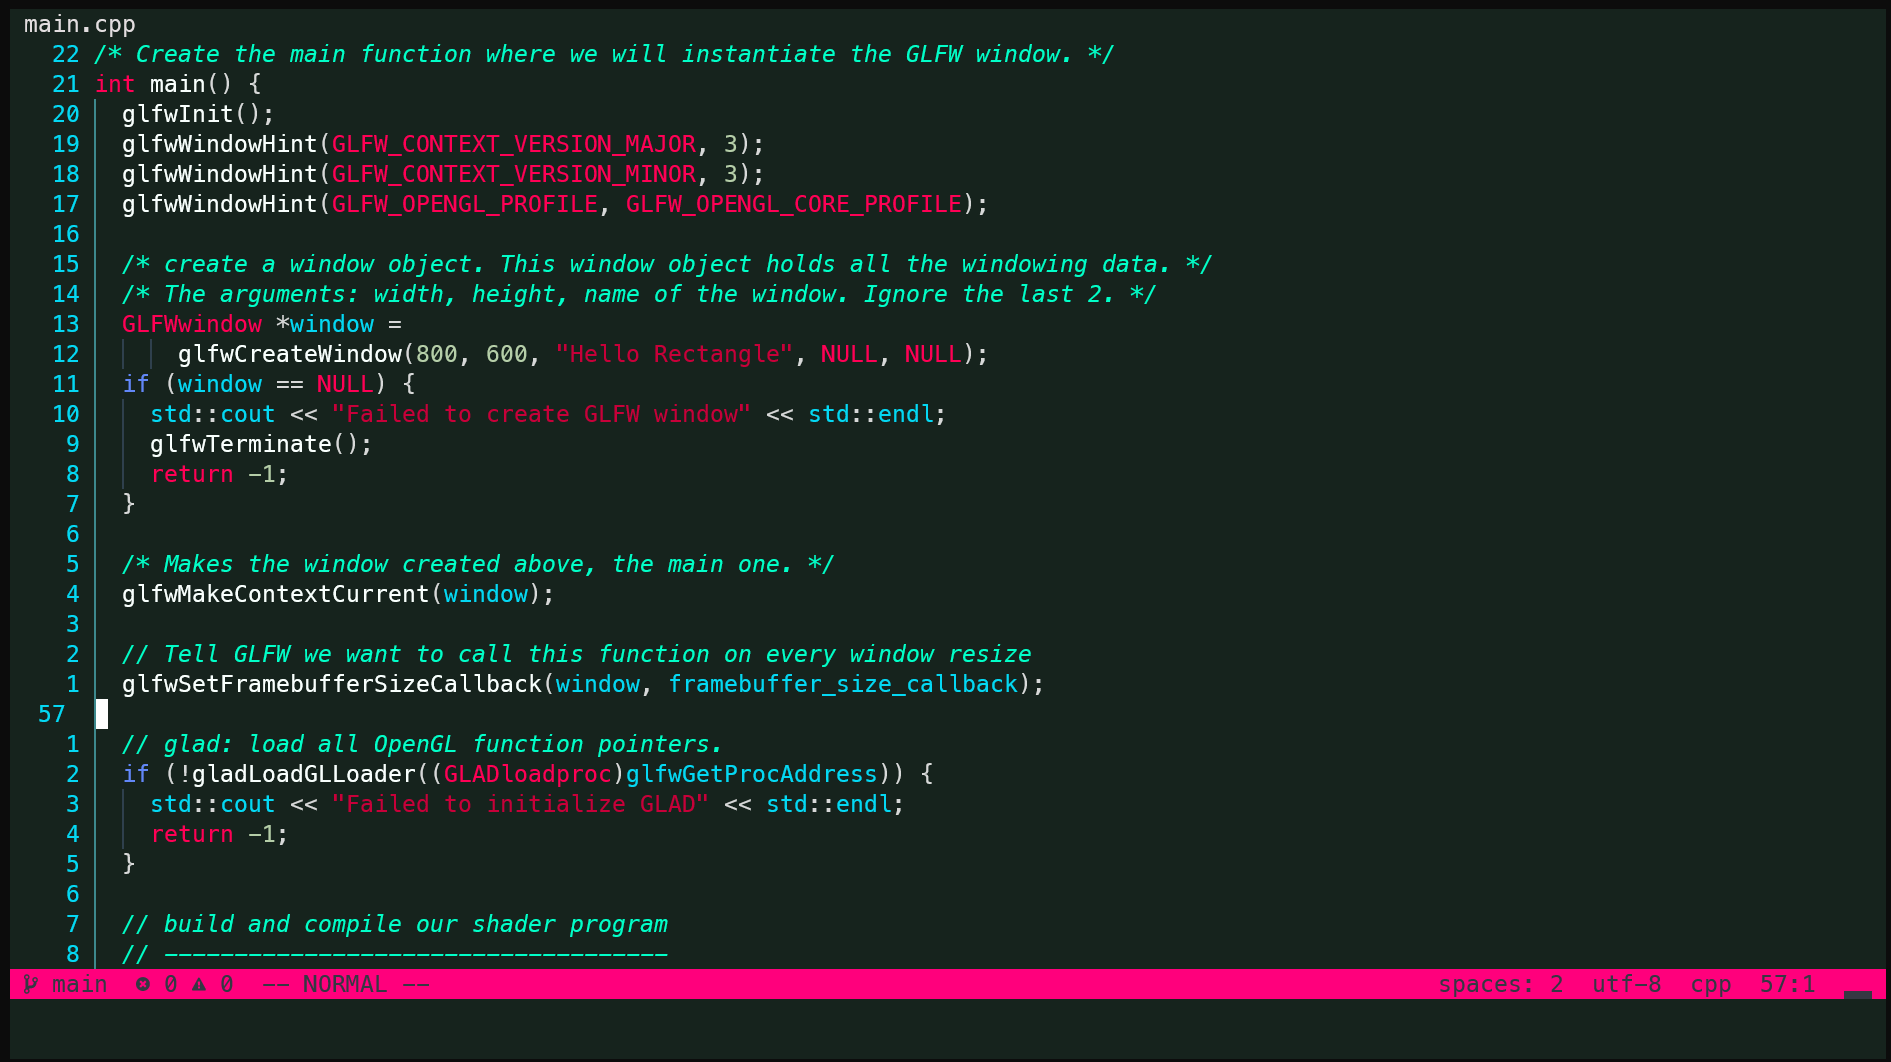 main.cpp
22 /* Create the main function where we will instantiate the GLFW window. */
21 int main() {
20   glfwInit();
19   glfwWindowHint(GLFW_CONTEXT_VERSION_MAJOR, 3);
18   glfwWindowHint(GLFW_CONTEXT_VERSION_MINOR, 3);
17   glfwWindowHint(GLFW_OPENGL_PROFILE, GLFW_OPENGL_CORE_PROFILE);
16
15   /* create a window object. This window object holds all the windowing data. */
14   /* The arguments: width, height, name of the window. Ignore the last 2. */
13   GLFWwindow *window =
12       glfwCreateWindow(800, 600, "Hello Rectangle", NULL, NULL);
11   if (window == NULL) {
10     std::cout << "Failed to create GLFW window" << std::endl;
9     glfwTerminate();
8     return -1;
7   }
6
5   /* Makes the window created above, the main one. */
4   glfwMakeContextCurrent(window);
3
2   // Tell GLFW we want to call this function on every window resize
1   glfwSetFramebufferSizeCallback(window, framebuffer_size_callback);
57
1   // glad: load all OpenGL function pointers.
2   if (!gladLoadGLLoader((GLADloadproc)glfwGetProcAddress)) {
3     std::cout << "Failed to initialize GLAD" << std::endl;
4     return -1;
5   }
6
7   // build and compile our shader program
8   // ------------------------------------
main 0 0 -- NORMAL -- spaces: 2 utf-8 cpp 57:1